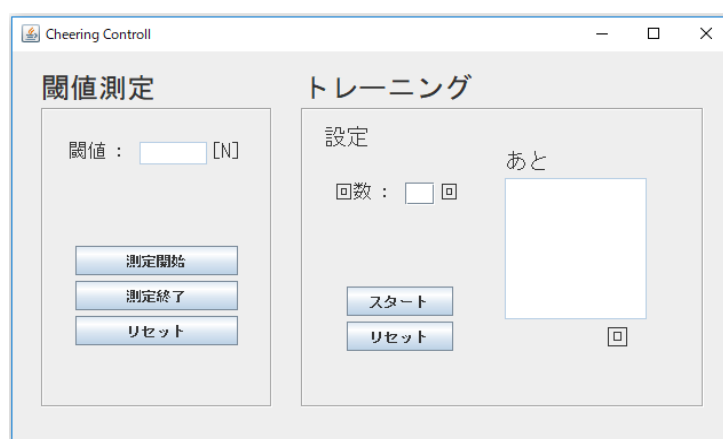 Cheering Controll
閾値測定
閾値： [N]
測定開始
測定終了
リセット
トレーニング
設定
回数： 回
スタート
リセット
あと
回